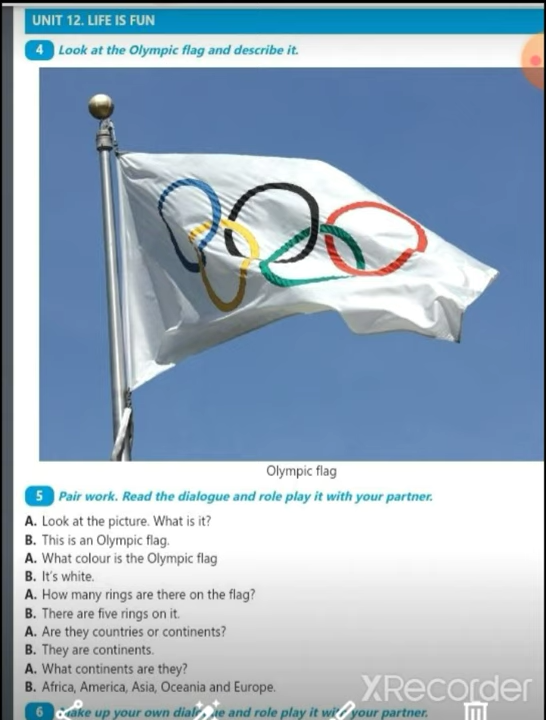 UNIT 12. LIFE IS FUN
4 Look at the Olympic flag and describe it.
Olympic flag
5 Pair work. Read the dialogue and role play it with your partner.
A. Look at the picture. What is it?
B. This is an Olympic flag.
A. What colour is the Olympic flag
B. It's white.
A. How many rings are there on the flag?
B. There are five rings on it.
A. Are they countries or continents?
B. They are continents.
A. What continents are they?
B. Africa, America, Asia, Oceania and Europe.
XRecorder
6 up your own and role play it your partner.